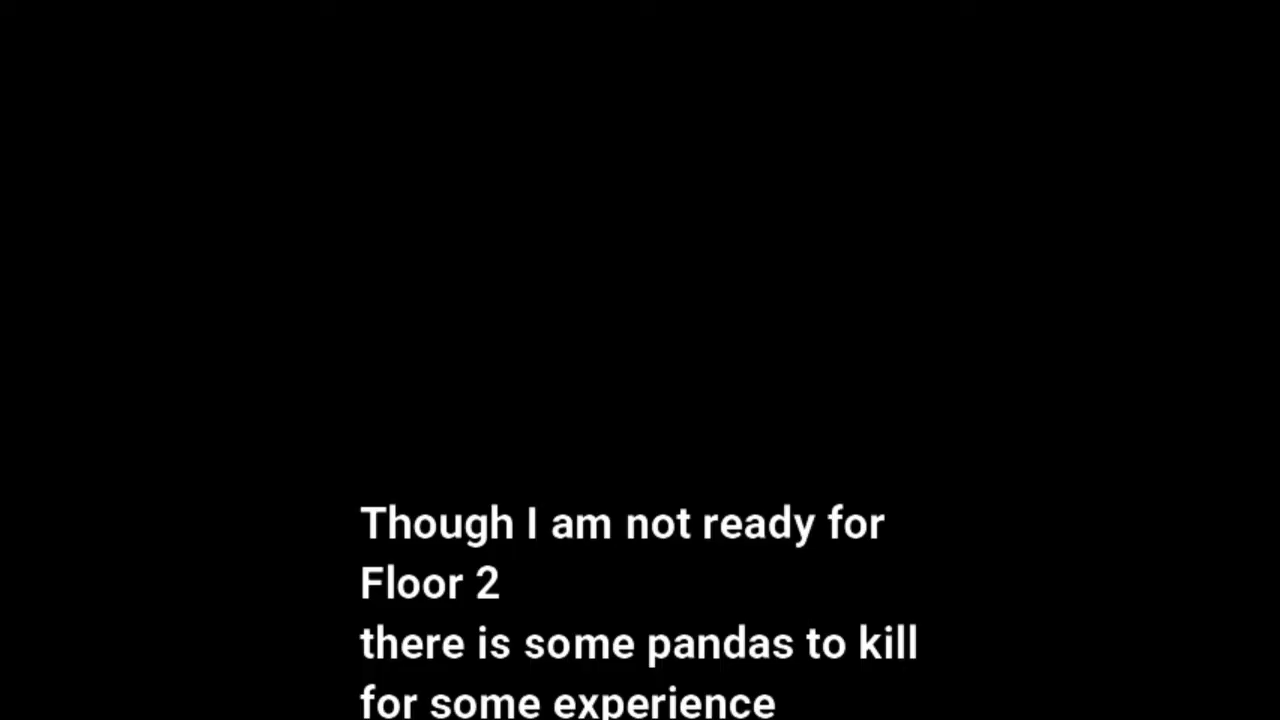 Though I am not ready for
Floor 2
there is some pandas to kill
for some experience